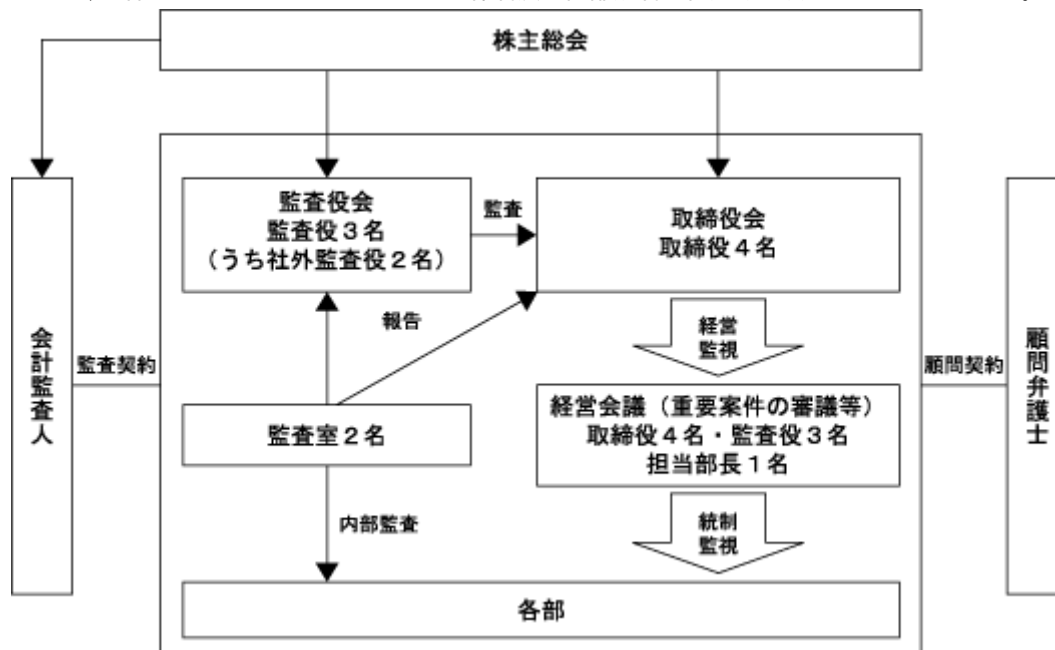 株主総会
監査役会
監査役3名
(うち社外監査役2名)
監査
取締役会
取締役4名
報告
経営
監視
会計監査人
監査契約
顧問契約
顧問弁護士
監査室2名
経営会議(重要案件の審議等)
取締役4名・監査役3名
担当部長1名
内部監査
統制
監視
各部